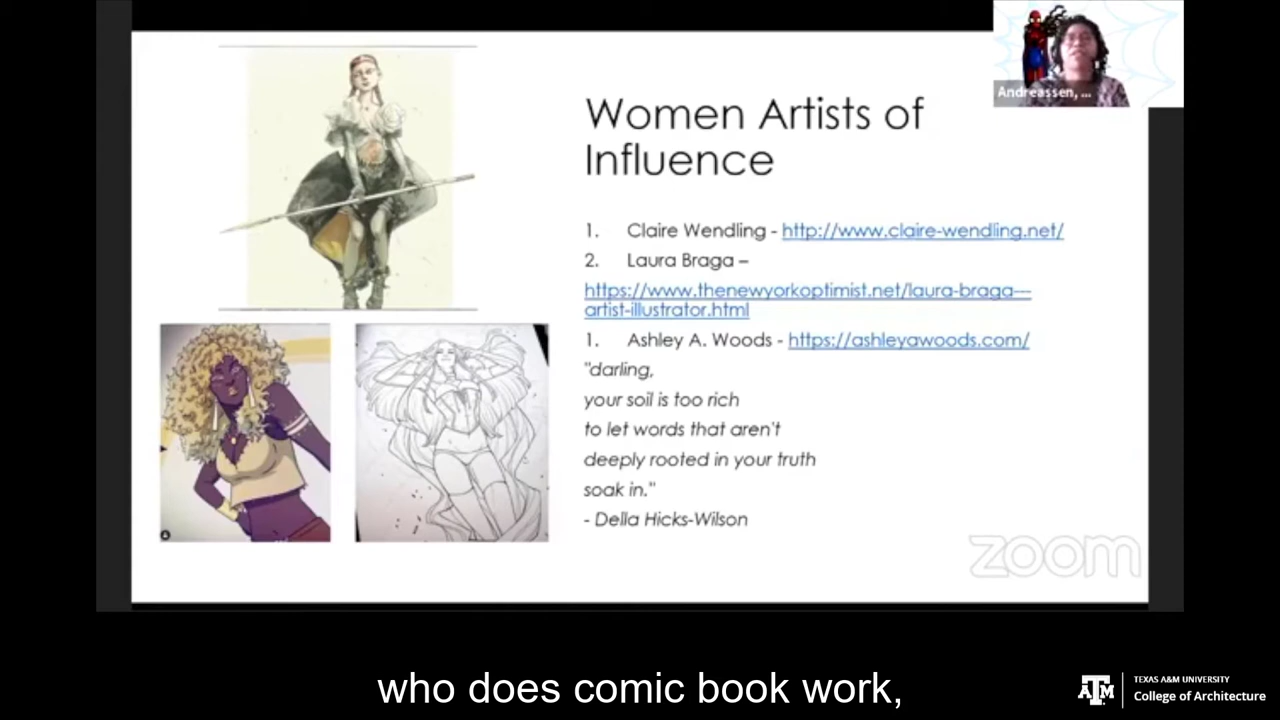 Andreassen, ...
Women Artists of
Influence
1. Claire Wendling - http://www.claire-wendling.net/
2. Laura Braga –
https://www.thenewyorkoptimist.net/laura-braga---
artist-illustrator.html
1. Ashley A. Woods - https://ashleyawoods.com/
"darling,
your soil is too rich
to let words that aren't
deeply rooted in your truth
soak in."
- Della Hicks-Wilson
zoom
who does comic book work,
ATM
TEXAS A&M UNIVERSITY
College of Architecture